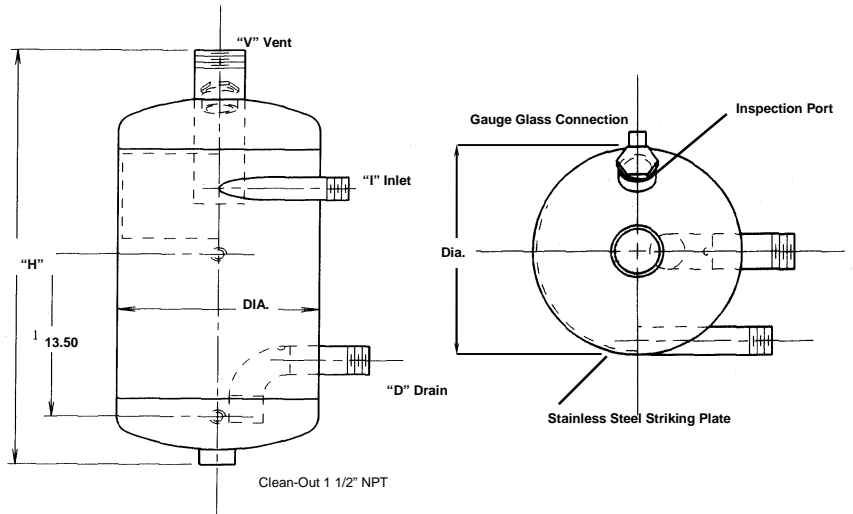 “V” Vent
“I” Inlet
“H”
DIA.
1 13.50
“D” Drain
Clean-Out 1 1/2” NPT
Gauge Glass Connection
Inspection Port
Dia.
Stainless Steel Striking Plate